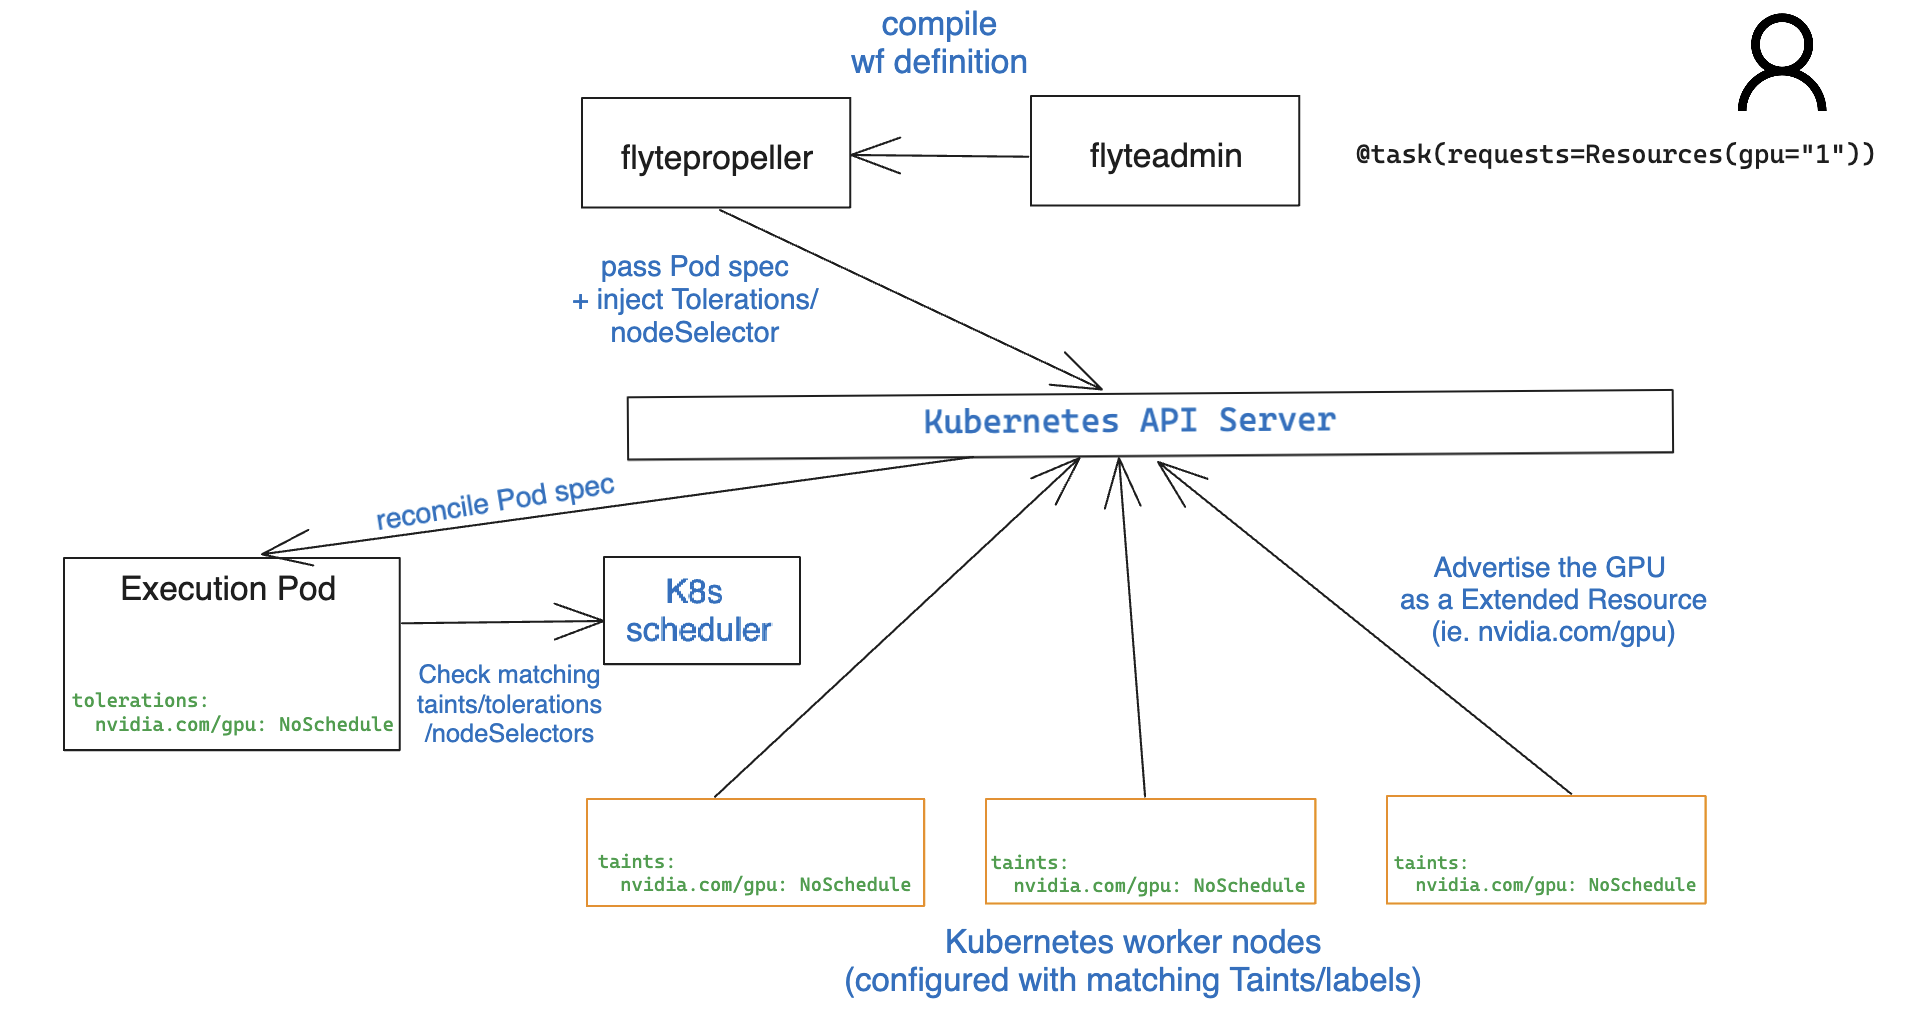 compile
wf definition
flytepropeller
flyteadmin
@task(requests=Resources(gpu="1"))
pass Pod spec
+ inject Tolerations/
nodeSelector
Kubernetes API Server
reconcile Pod spec
Execution Pod
tolerations:
nvidia.com/gpu: NoSchedule
K8s
scheduler
Check matching
taints/tolerations
/nodeSelectors
Advertise the GPU
as a Extended Resource
(ie. nvidia.com/gpu)
taints:
nvidia.com/gpu: NoSchedule
taints:
nvidia.com/gpu: NoSchedule
taints:
nvidia.com/gpu: NoSchedule
Kubernetes worker nodes
(configured with matching Taints/labels)